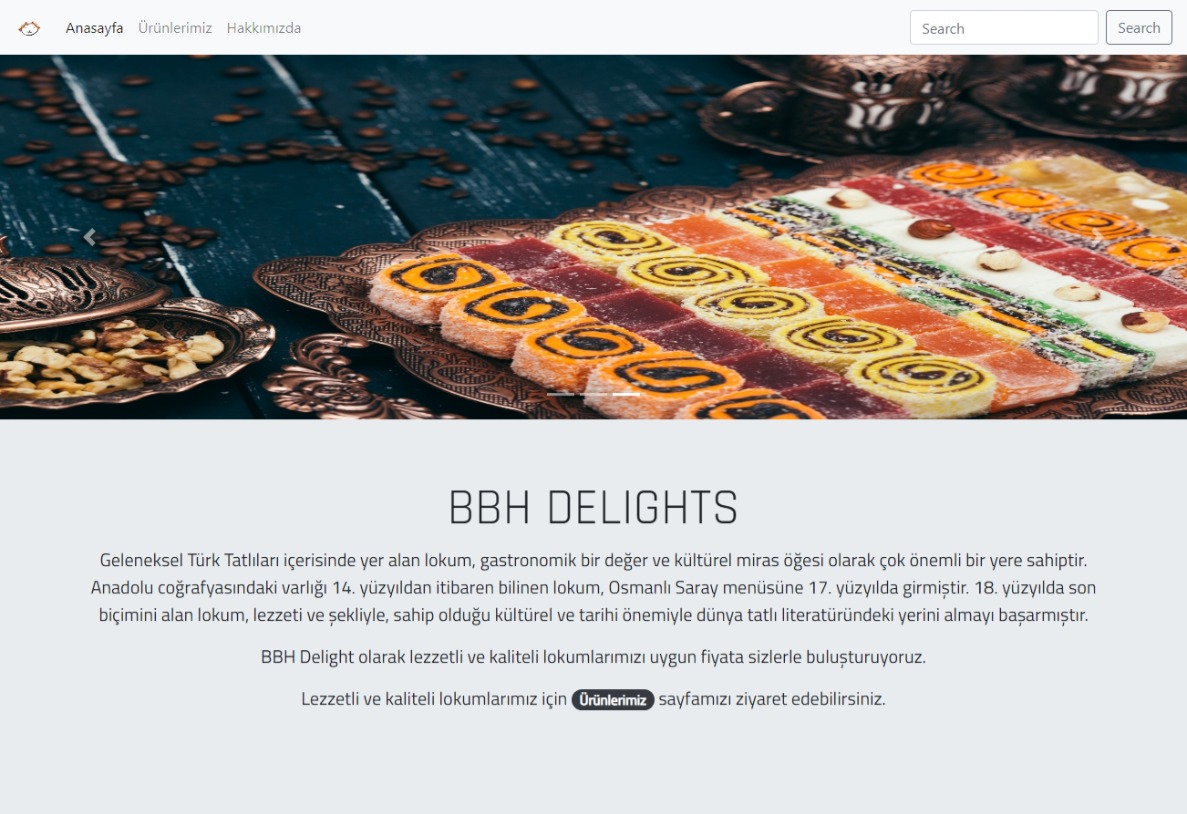 Anasayfa Ürünlerimiz Hakkımızda Search Search
BBH DELIGHTS
Geleneksel Türk Tatlıları içerisinde yer alan lokum, gastronomik bir değer ve kültürel miras öğesi olarak çok önemli bir yere sahiptir.
Anadolu coğrafyasındaki varlığı 14. yüzyıldan itibaren bilinen lokum, Osmanlı Saray menüsüne 17. yüzyılda girmiştir. 18. yüzyılda son
biçimini alan lokum, lezzeti ve şekliyle, sahip olduğu kültürel ve tarihi önemiyle dünya tatlı literatüründeki yerini almayı başarmıştır.
BBH Delight olarak lezzetli ve kaliteli lokumlarımızı uygun fiyata sizlerle buluşturuyoruz.
Lezzetli ve kaliteli lokumlarımız için Ürünlerimiz sayfamızı ziyaret edebilirsiniz.